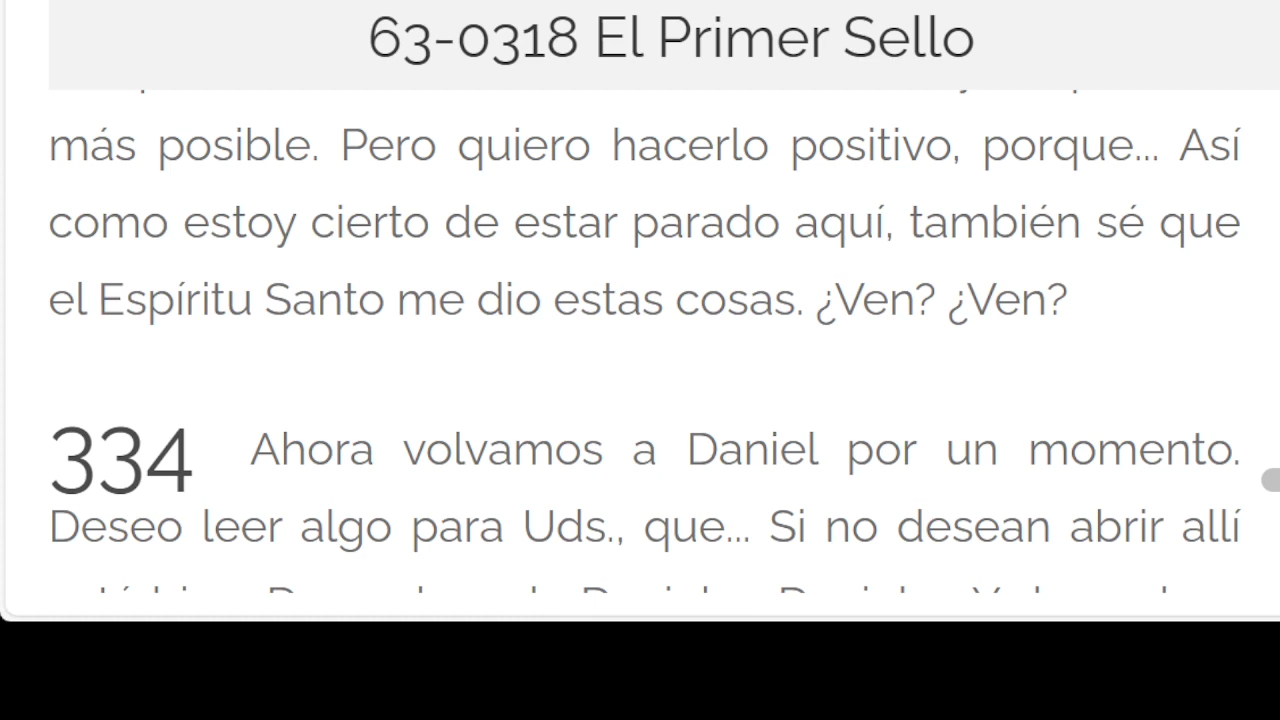 63-0318 El Primer Sello
más posible. Pero quiero hacerlo positivo, porque... Así
como estoy cierto de estar parado aquí, también sé que
el Espíritu Santo me dio estas cosas. ¿Ven? ¿Ven?
334 Ahora volvamos a Daniel por un momento.
Deseo leer algo para Uds., que... Si no desean abrir allí